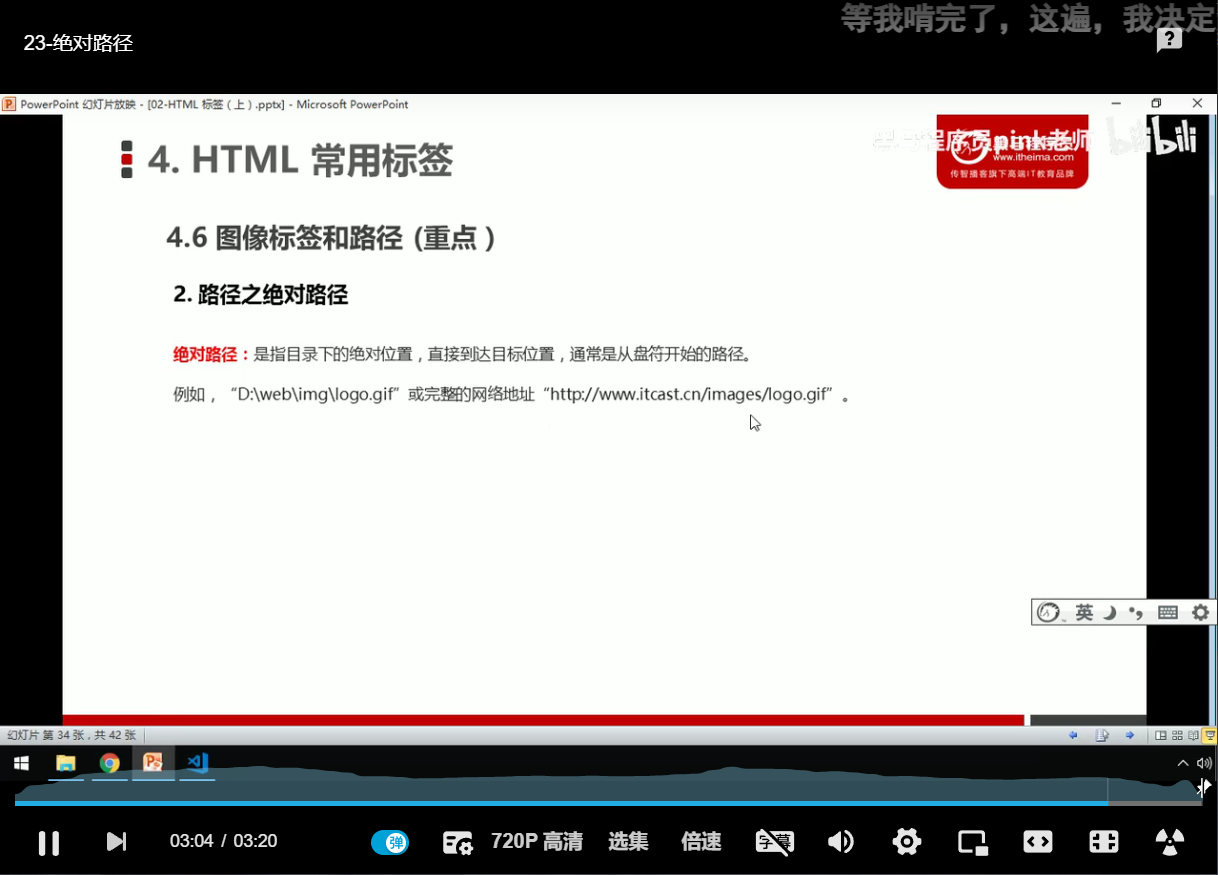 等我啃完了，这遍，我决定
23-绝对路径
PowerPoint 幻灯片放映 - [02-HTML 标签（上）.pptx] - Microsoft PowerPoint
4. HTML 常用标签
程序员pink老师
bilibili
www.itheima.com
传智播客旗下高端IT教育品牌
4.6 图像标签和路径 (重点 )
2. 路径之绝对路径
绝对路径：是指目录下的绝对位置，直接到达目标位置，通常是从盘符开始的路径。
例如，“D:\web\img\logo.gif”或完整的网络地址“http://www.itcast.cn/images/logo.gif”。
英
幻灯片 第 34 张，共 42 张
03:04 / 03:20
弹
720P 高清
选集
倍速
字幕